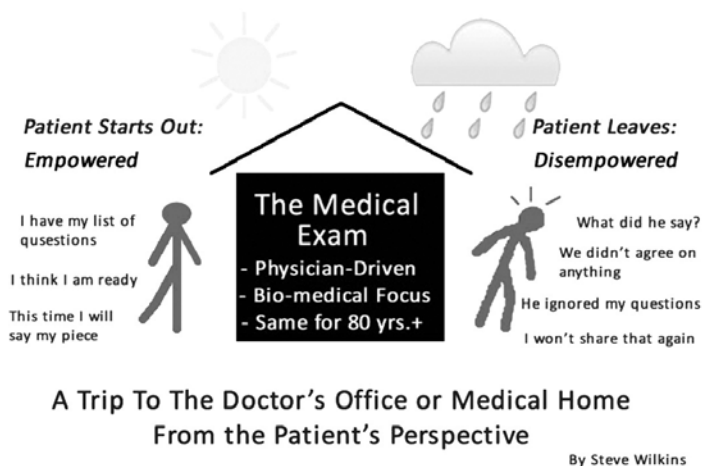 Patient Starts Out:
Empowered
I have my list of
qusestions
I think I am ready
This time I will
say my piece
The Medical
Exam
- Physician-Driven
- Bio-medical Focus
- Same for 80 yrs.+
Patient Leaves:
Disempowered
What did he say?
We didn't agree on
anything
He ignored my questions
I won't share that again
A Trip To The Doctor's Office or Medical Home
From the Patient's Perspective
By Steve Wilkins